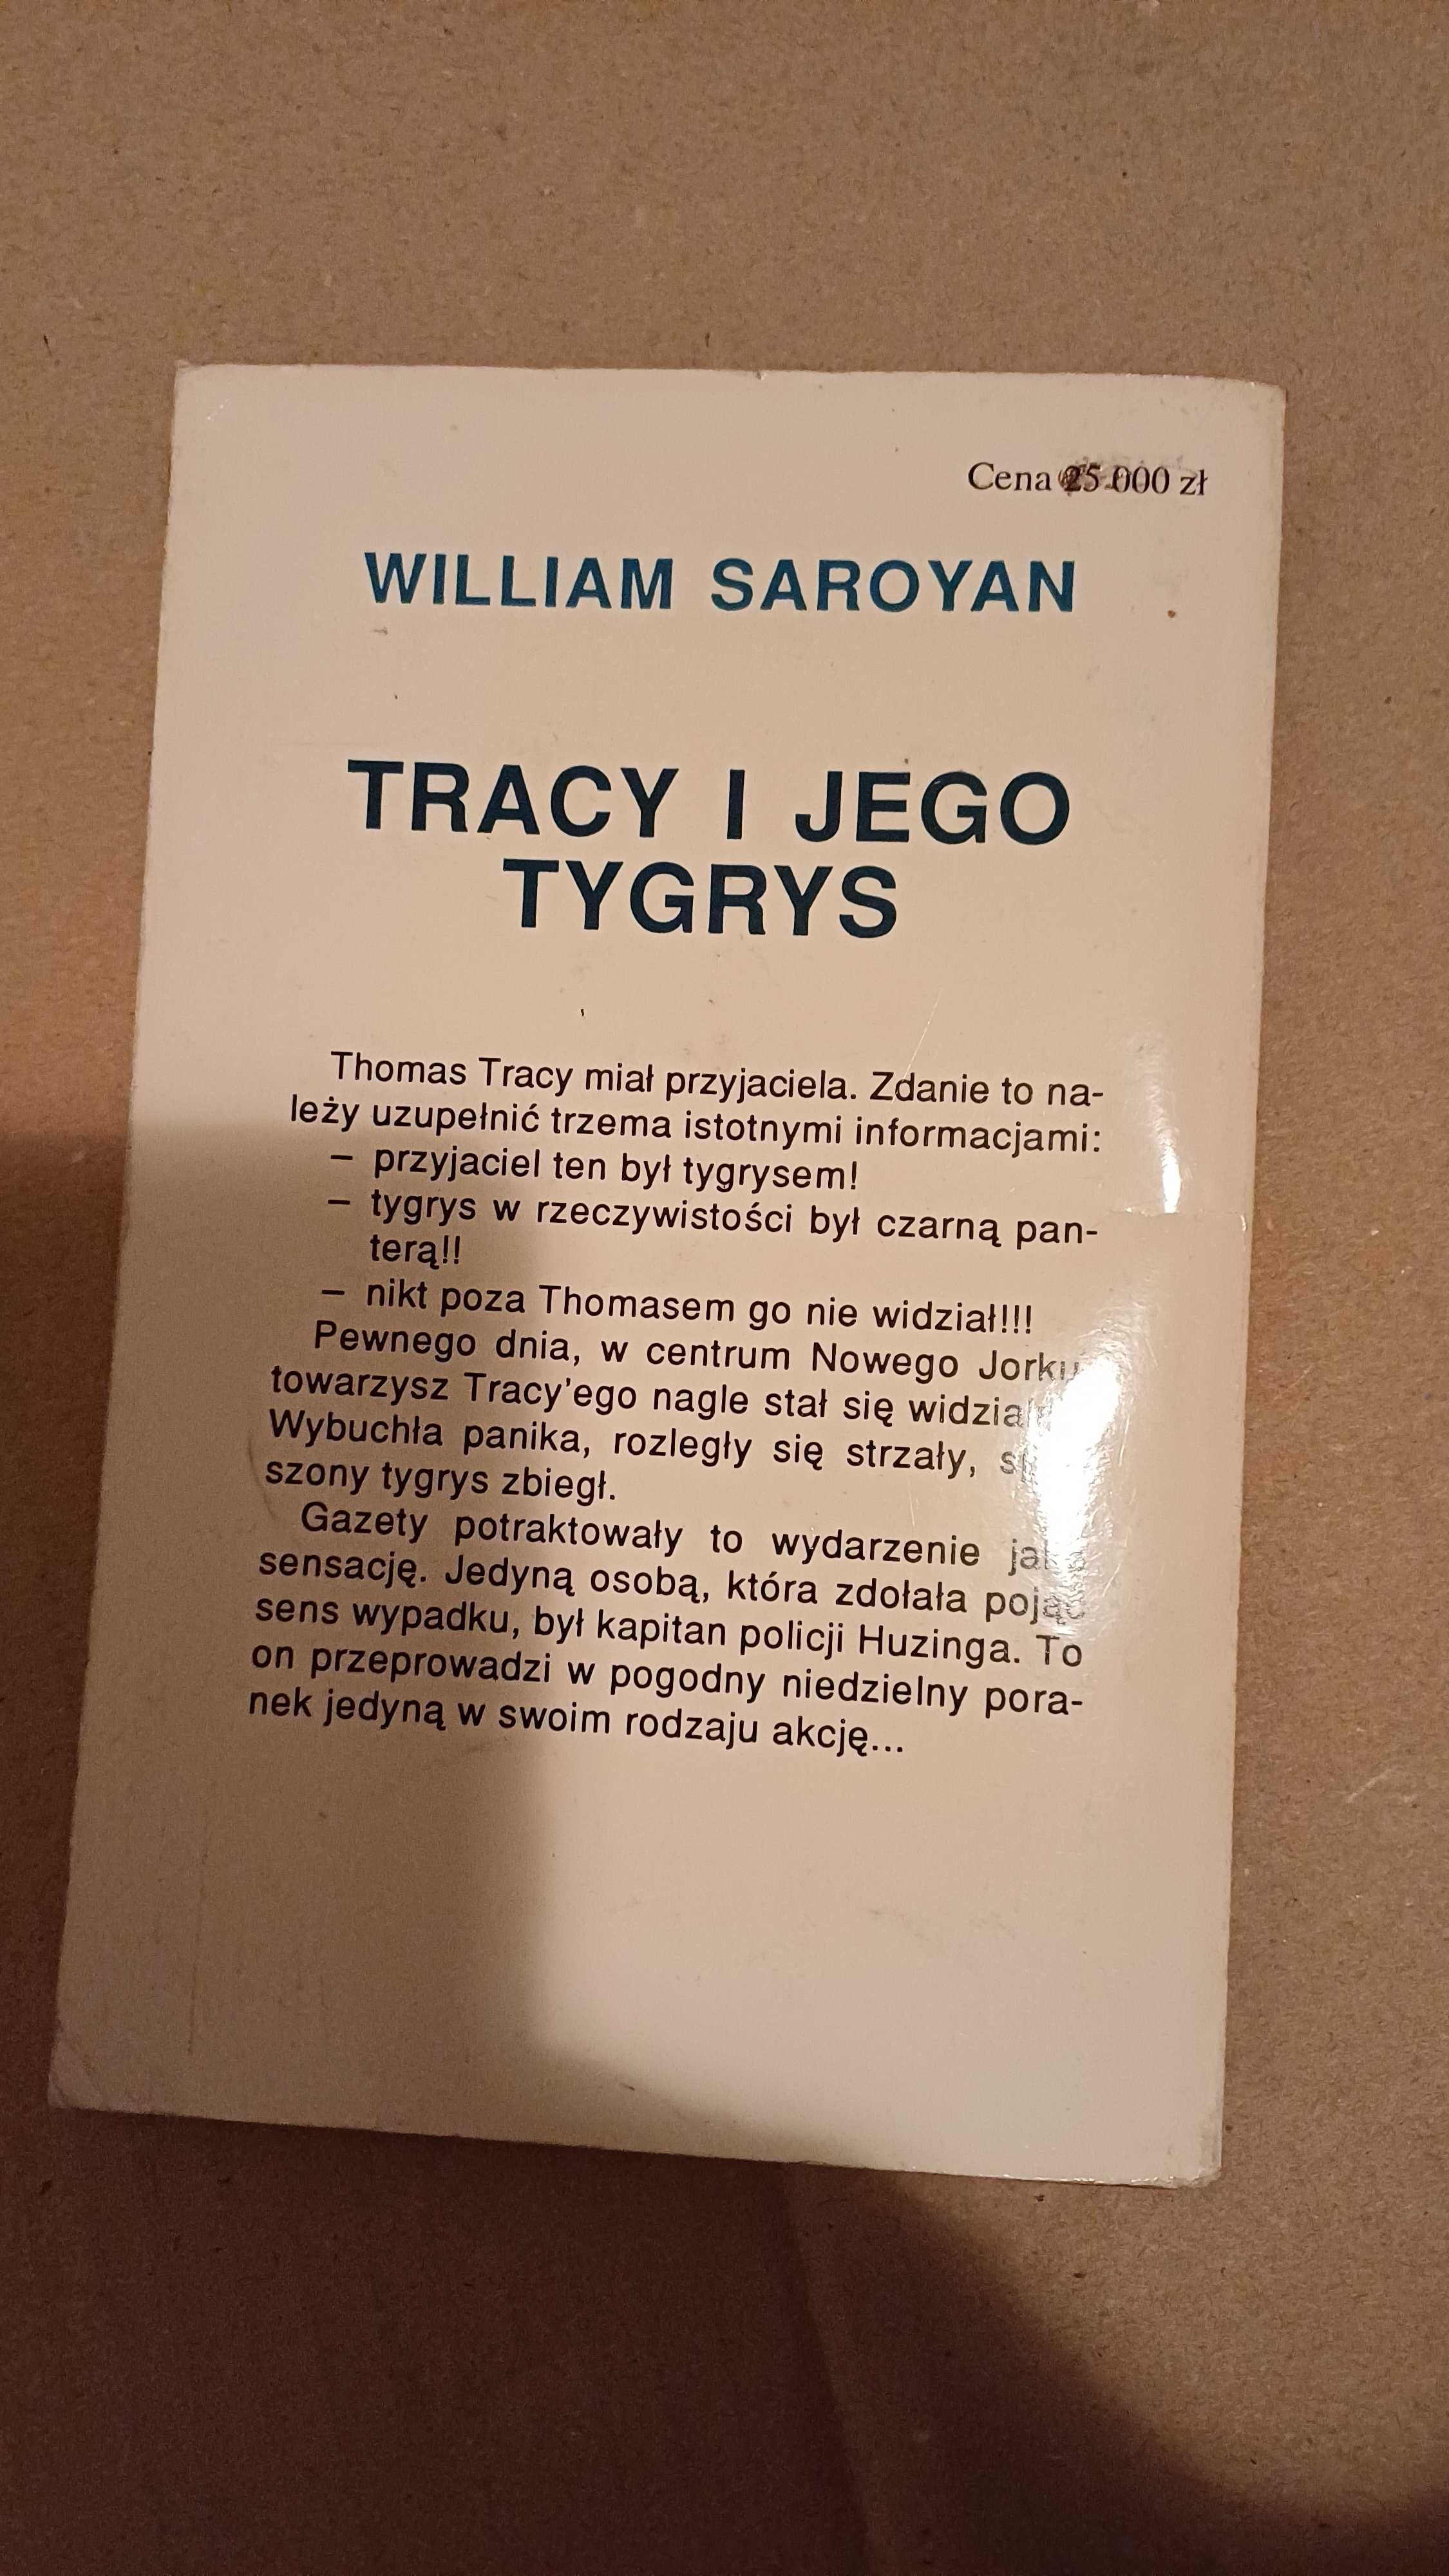 Cena 25 000 zł
WILLIAM SAROYAN
TRACY I JEGO
TYGRYS
Thomas Tracy miał przyjaciela. Zdanie to na-
leży uzupełnić trzema istotnymi informacjami:
– przyjaciel ten był tygrysem!
– tygrys w rzeczywistości był czarną pan-
terą!!
– nikt poza Thomasem go nie widział!!!
Pewnego dnia, w centrum Nowego Jorku
towarzysz Tracy'ego nagle stał się
Wybuchła panika, rozległy się strzały,
szony tygrys zbiegł.
Gazety potraktowały to wydarzenie jako
sensację. Jedyną osobą, która zdołała pojąć
sens wypadku, był kapitan policji Huzinga. To
on przeprowadzi w pogodny niedzielny pora-
nek jedyną w swoim rodzaju akcję...